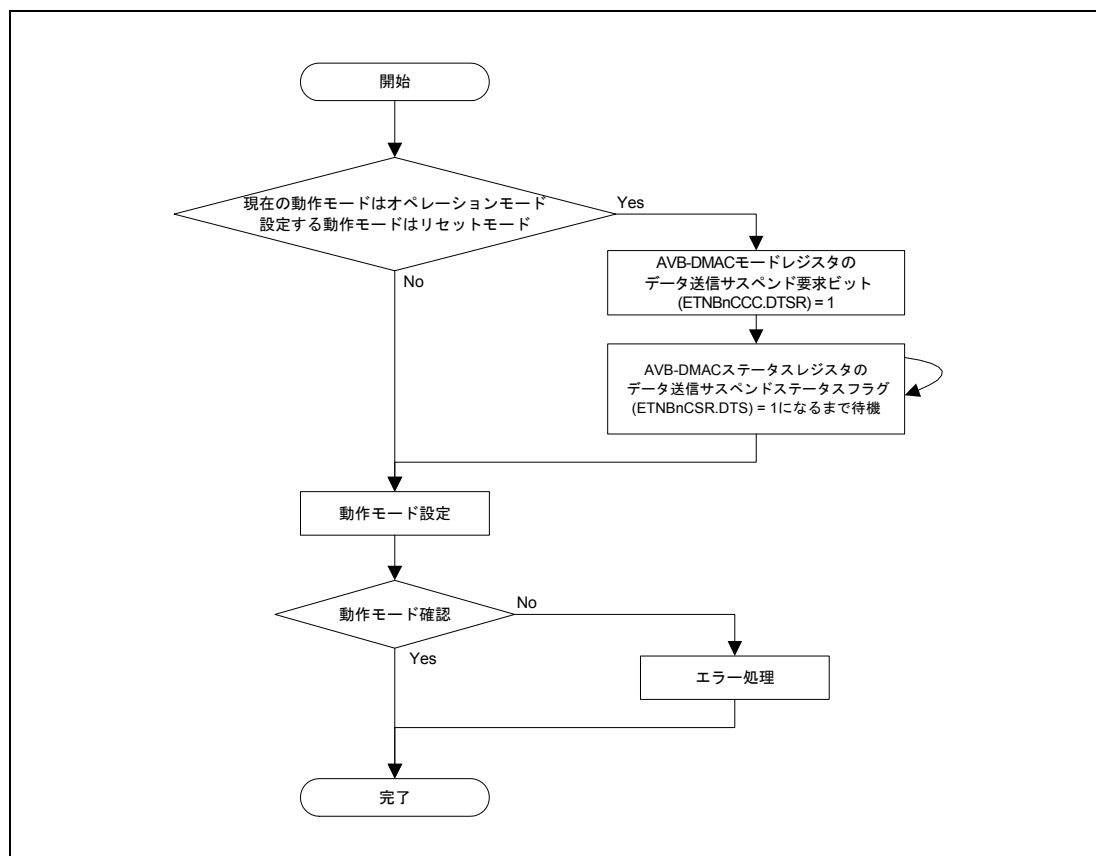 開始
現在の動作モードはオペレーションモード
設定する動作モードはリセットモード
Yes
No
AVB-DMACモードレジスタの
データ送信サスペンド要求ビット
(ETNBnCCC.DTSR) = 1
AVB-DMACステータスレジスタの
データ送信サスペンドステータスフラグ
(ETNBnCSR.DTS) = 1になるまで待機
動作モード設定
動作モード確認
No
Yes
エラー処理
完了